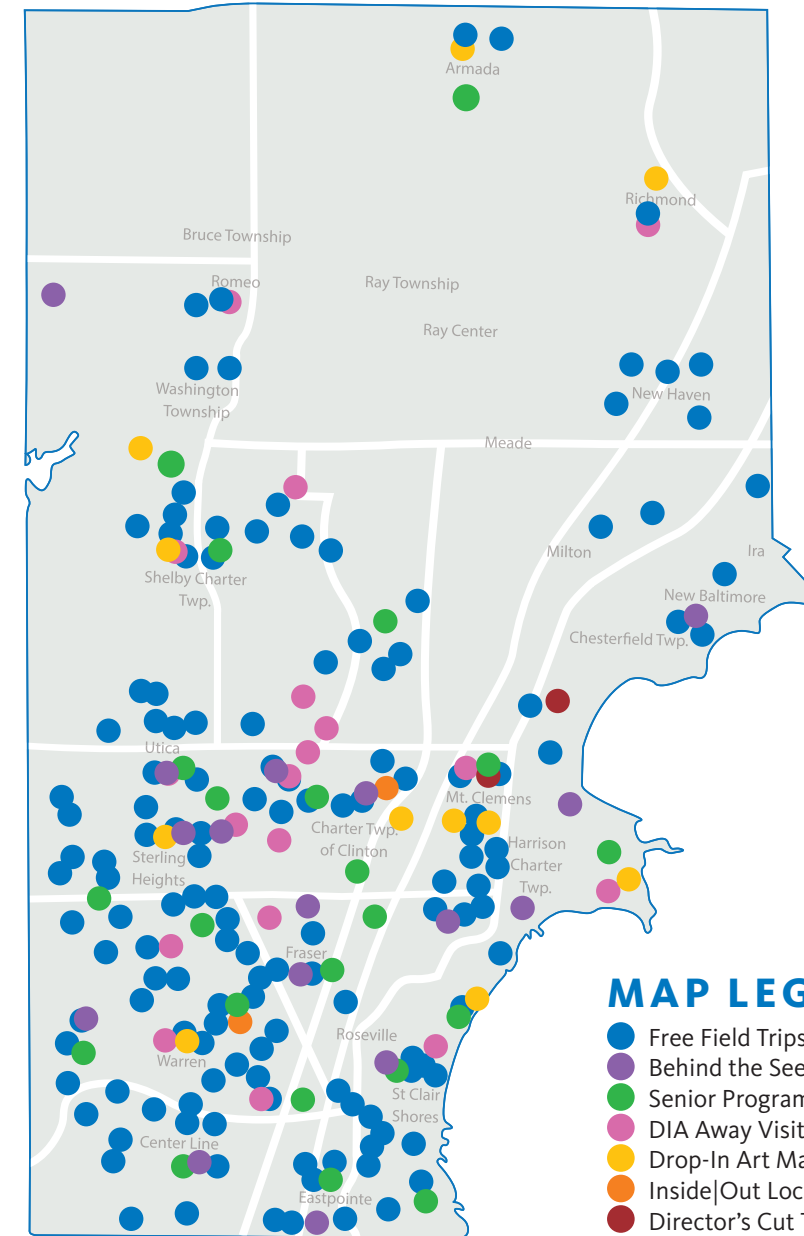 Armada
Richmond
Bruce Township
Romeo
Ray Township
Ray Center
Washington
Township
New Haven
Meade
Milton
Ira
Shelby Charter
Twp.
New Baltimore
Chesterfield Twp.
Utica
Mt. Clemens
Charter Twp.
of Clinton
Harrison
Charter
Twp.
Sterling
Heights
Fraser
Roseville
Warren
St Clair
Shores
Center Line
Eastpointe
MAP LEG
Free Field Trips
Behind the See
Senior Program
DIA Away Visit
Drop-In Art Ma
Inside|Out Loc
Director's Cut T